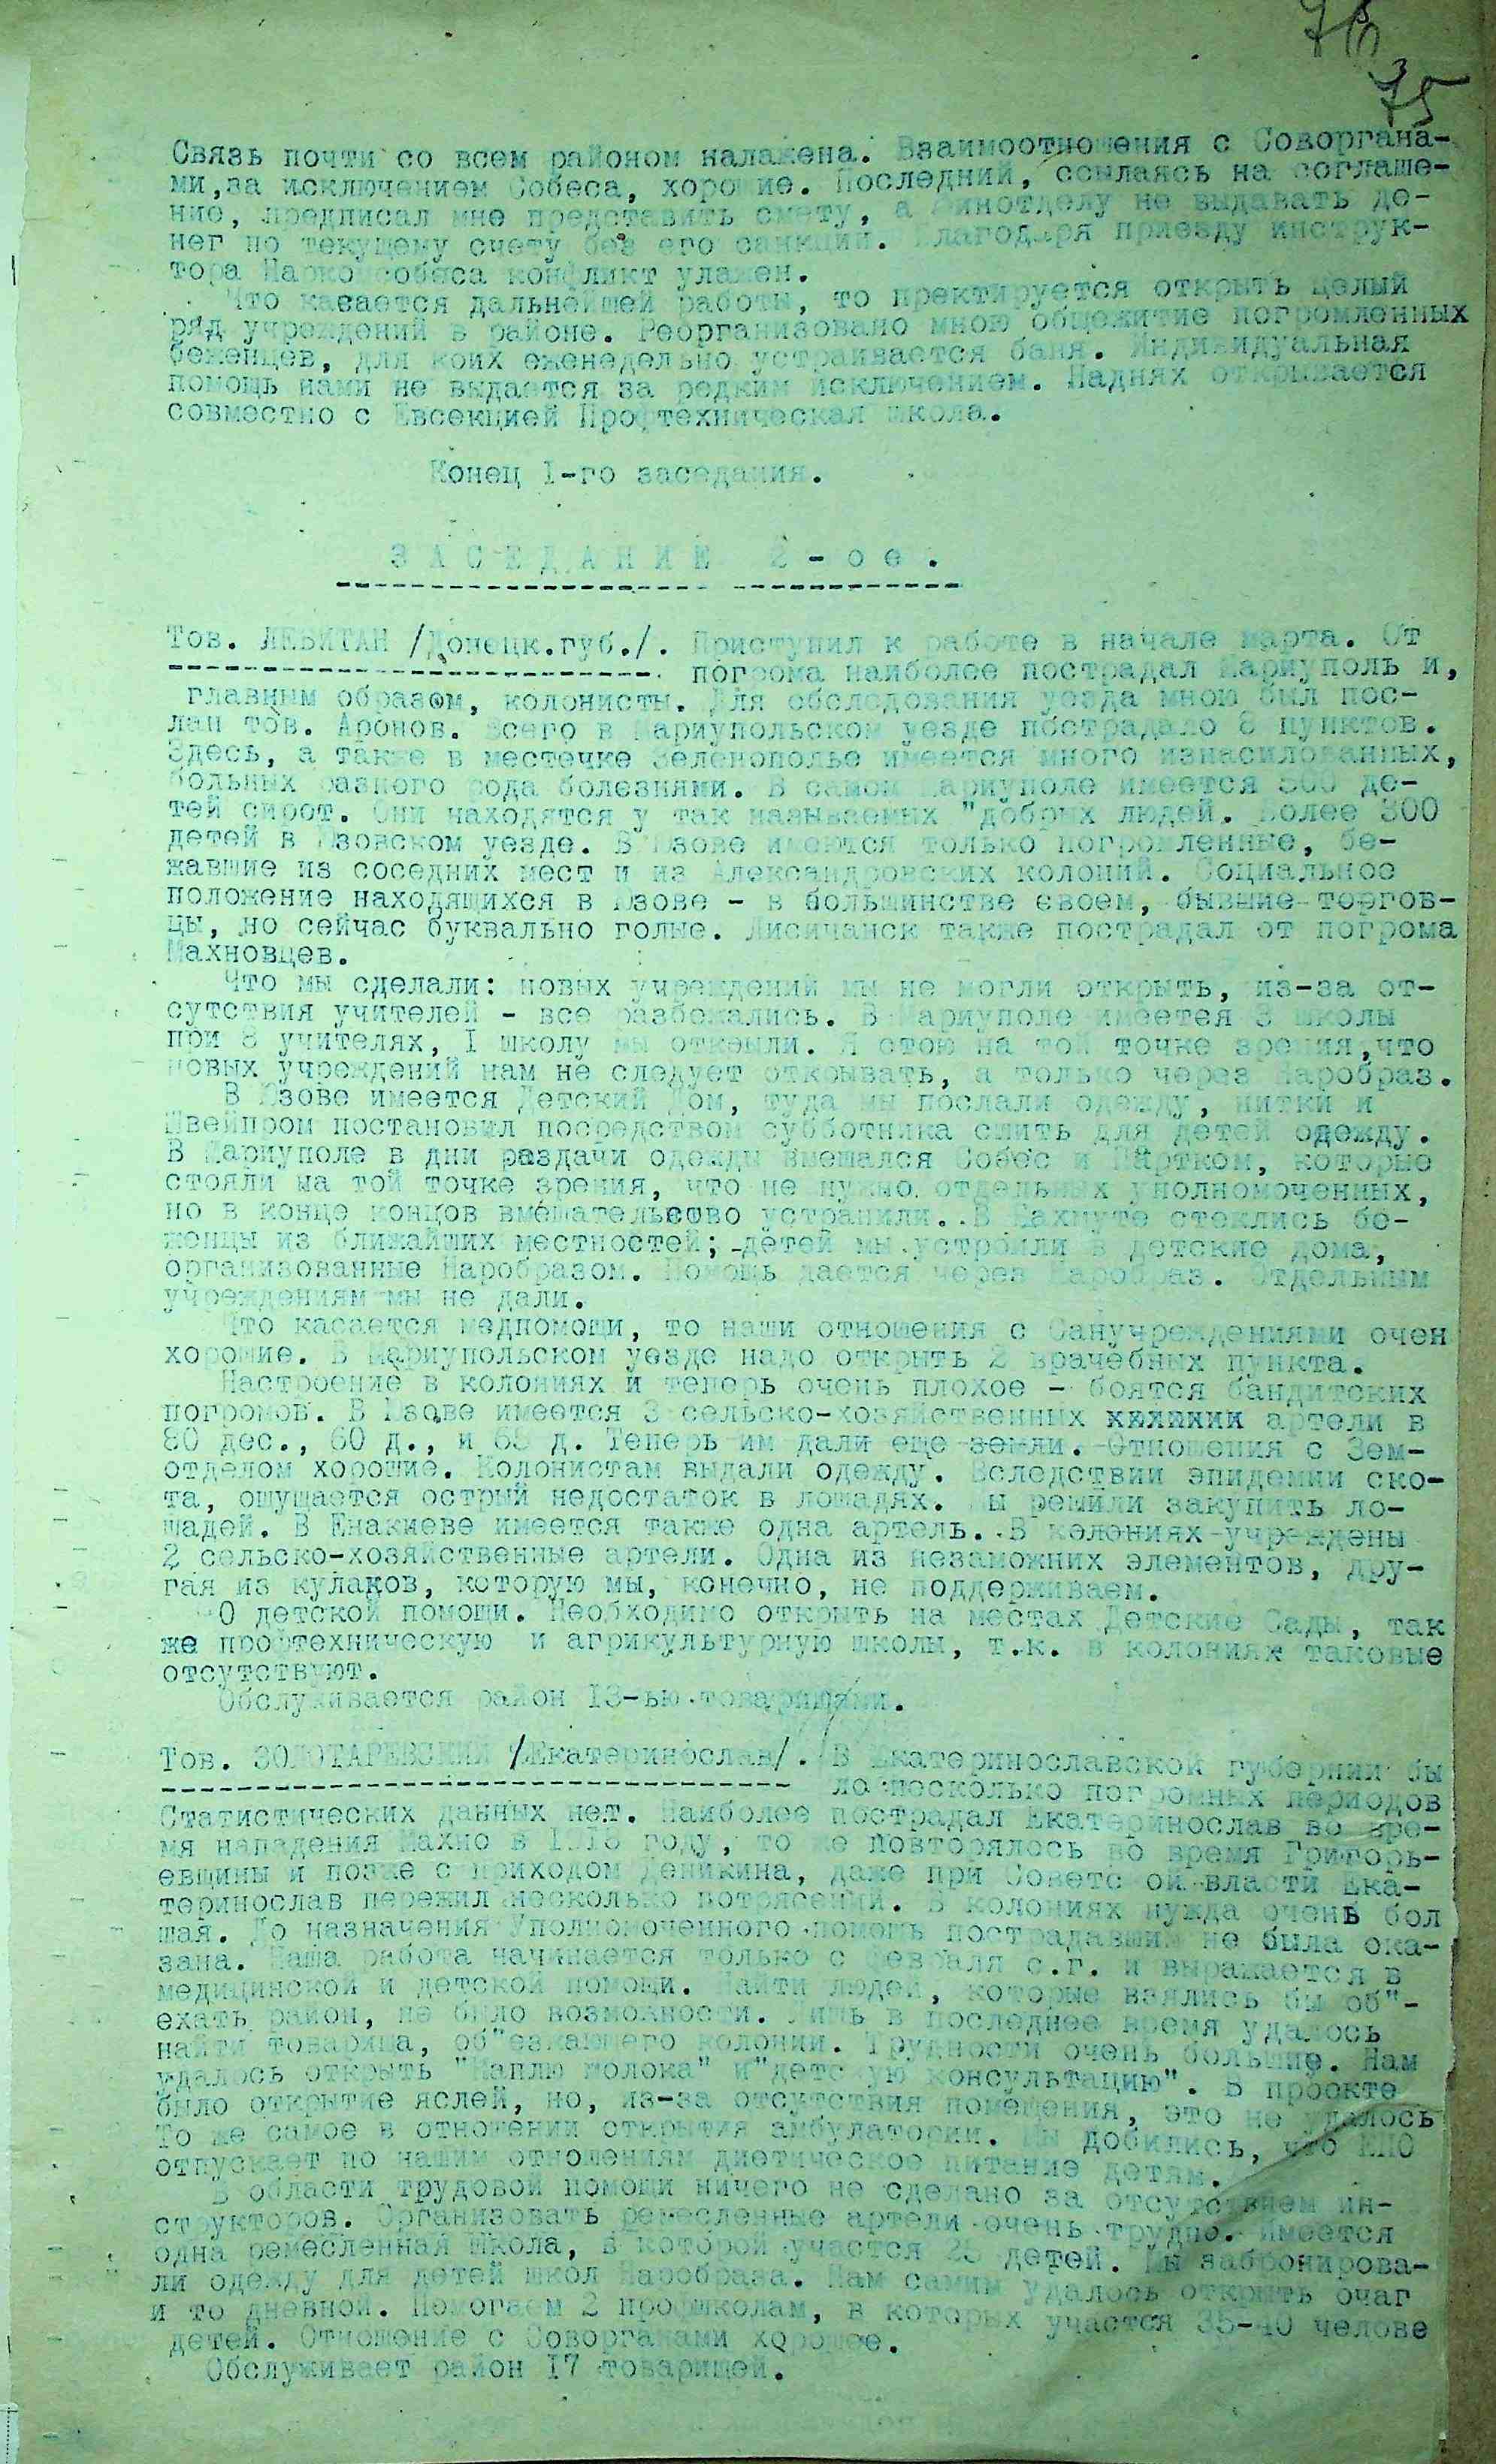 75
Связь почти со всем районом налажена. Взаимоотношения с Соворгана-
ми, за исключением Собеса, хорошие. Последний, ссылаясь на соглаше-
ние, предписал мне представить смету, а Финотделу не выдавать де-
нег по текущему счету без его санкции. Благодаря приезду инструк-
тора Наркомсобеса конфликт улажен.
Что касается дальнейшей работы, то пректируется открыть целый
ряд учреждений в районе. Реорганизовано мною общежитие погромленных
беженцев, для коих еженедельно устраивается баня. Индивидуальная
помощь нами не выдается за редким исключением. Наднях открывается
совместно с Евсекцией Профтехническая школа.
Конец I-го заседания.
ЗАСЕДАНИЕ 2-ое.
Тов. ЛЕВИТАН /Донецк.губ./. Приступил к работе в начале марта. От
погрома наиболее пострадал Мариуполь и,
главным образом, колонисты. Для обследования уезда мною был пос-
лан тов. Аронов. Всего в Мариупольском уезде пострадало 8 пунктов.
Здесь, а также в местечке Зеленополье имеется много изнасилованных,
больных разного рода болезнями. В самом Мариуполе имеется 300 де-
тей сирот. Они находятся у так называемых "добрых людей. Более 300
детей в Юзовском уезде. В Юзове имеются только погромленные, бе-
жавшие из соседних мест и из Александровских колоний. Социальное
положение находящихся в Юзове - в большинстве своем, бывшие торгов-
цы, но сейчас буквально голые. Лисичанск также пострадал от погрома
Махновцев.
Что мы сделали: новых учреждений мы не могли открыть, из-за от-
сутствия учителей - все разбежались. В Мариуполе имеется 3 школы
при 8 учителях, I школу мы открыли. Я стою на той точке зрения, что
новых учреждений нам не следует открывать, а только через Наробраз.
В Юзове имеется Детский Дом, туда мы послали одежду, нитки и
Швейпром постановил посредством субботника сшить для детей одежду.
В Мариуполе в дни раздачи одежды вмешался Собес и Партком, которые
стояли на той точке зрения, что не нужно отдельных уполномоченных,
но в конце концов вмешательство устранили. В Бахмуте стеклись бе-
женцы из ближайших местностей; детей мы устроили в детские дома,
организованные Наробразом. Помощь дается через Наробраз. Отдельным
учреждениям мы не дали.
Что касается медпомощи, то наши отношения с Санучреждениями очен
хорошие. В Мариупольском уезде надо открыть 2 врачебных пункта.
Настроение в колониях и теперь очень плохое - боятся бандитских
погромов. В Юзове имеется 3 сельско-хозяйственных артели в
80 дес., 60 д., и 65 д. Теперь им дали еще земли. Отношения с Зем-
отделом хорошие. Колонистам выдали одежду. Вследствии эпидемии ско-
та, ощущается острый недостаток в лошадях. Мы решили закупить ло-
шадей. В Енакиеве имеется также одна артель. В колониях учреждены
2 сельско-хозяйственные артели. Одна из незаможних элементов, дру-
гая из кулаков, которую мы, конечно, не поддерживаем.
О детской помощи. Необходимо открыть на местах Детские Сады, так
же профтехническую и агрикультурную школы, т.к. в колониях таковые
отсутствуют.
Обслуживается район 13-ью товарищами.
Тов. ЗОЛОТАРЕВСКИЙ /Екатеринослав/. В Екатеринославской губернии бы
ло несколько погромных периодов
Статистических данных нет. Наиболее пострадал Екатеринослав во вре-
мя нападения Махно в 1918 году, то же повторялось во время Григорь-
евщины и позже с приходом Деникина, даже при Советской власти Ека-
теринослав пережил несколько потрясений. В колониях нужда очень бол
шая. До назначения Уполномоченного помощь пострадавшим не была ока-
зана. Наша работа начинается только с февраля с.г. и выражается в
медицинской и детской помощи. Найти людей, которые взялись бы об"-
ехать район, не было возможности. Лишь в последнее время удалось
найти товарища, об"езжающего колонии. Трудности очень большие. Нам
удалось открыть "Каплю молока" и "детскую консультацию". В проекте
было открытие яслей, но, из-за отсутствия помещения, это не удалось
То же самое в отношении открытия амбулатории. Мы добились, что ЕПО
отпускает по нашим отношениям диетическое питание детям.
В области трудовой помощи ничего не сделано за отсутствием ин-
структоров. Организовать ремесленные артели очень трудно. Имеется
одна ремесленная школа, в которой учается 25 детей. Мы забронирова-
ли одежду для детей школ Наробраза. Нам самим удалось открыть очаг
и то дневной. Помогаем 2 профшколам, в которых учается 35-40 челове
детей. Отношение с Соворганами хорошее.
Обслуживает район I7 товарищей.